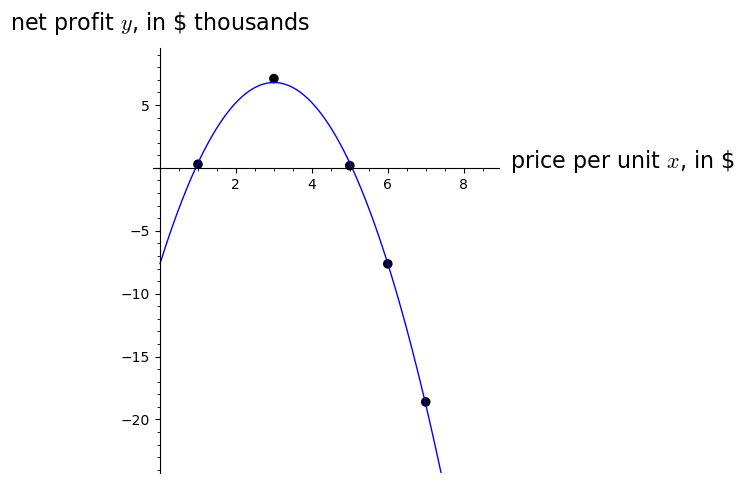 net profit y, in $ thousands
5
price per unit x, in $
2 4 6 8
−5
−10
−15
−20